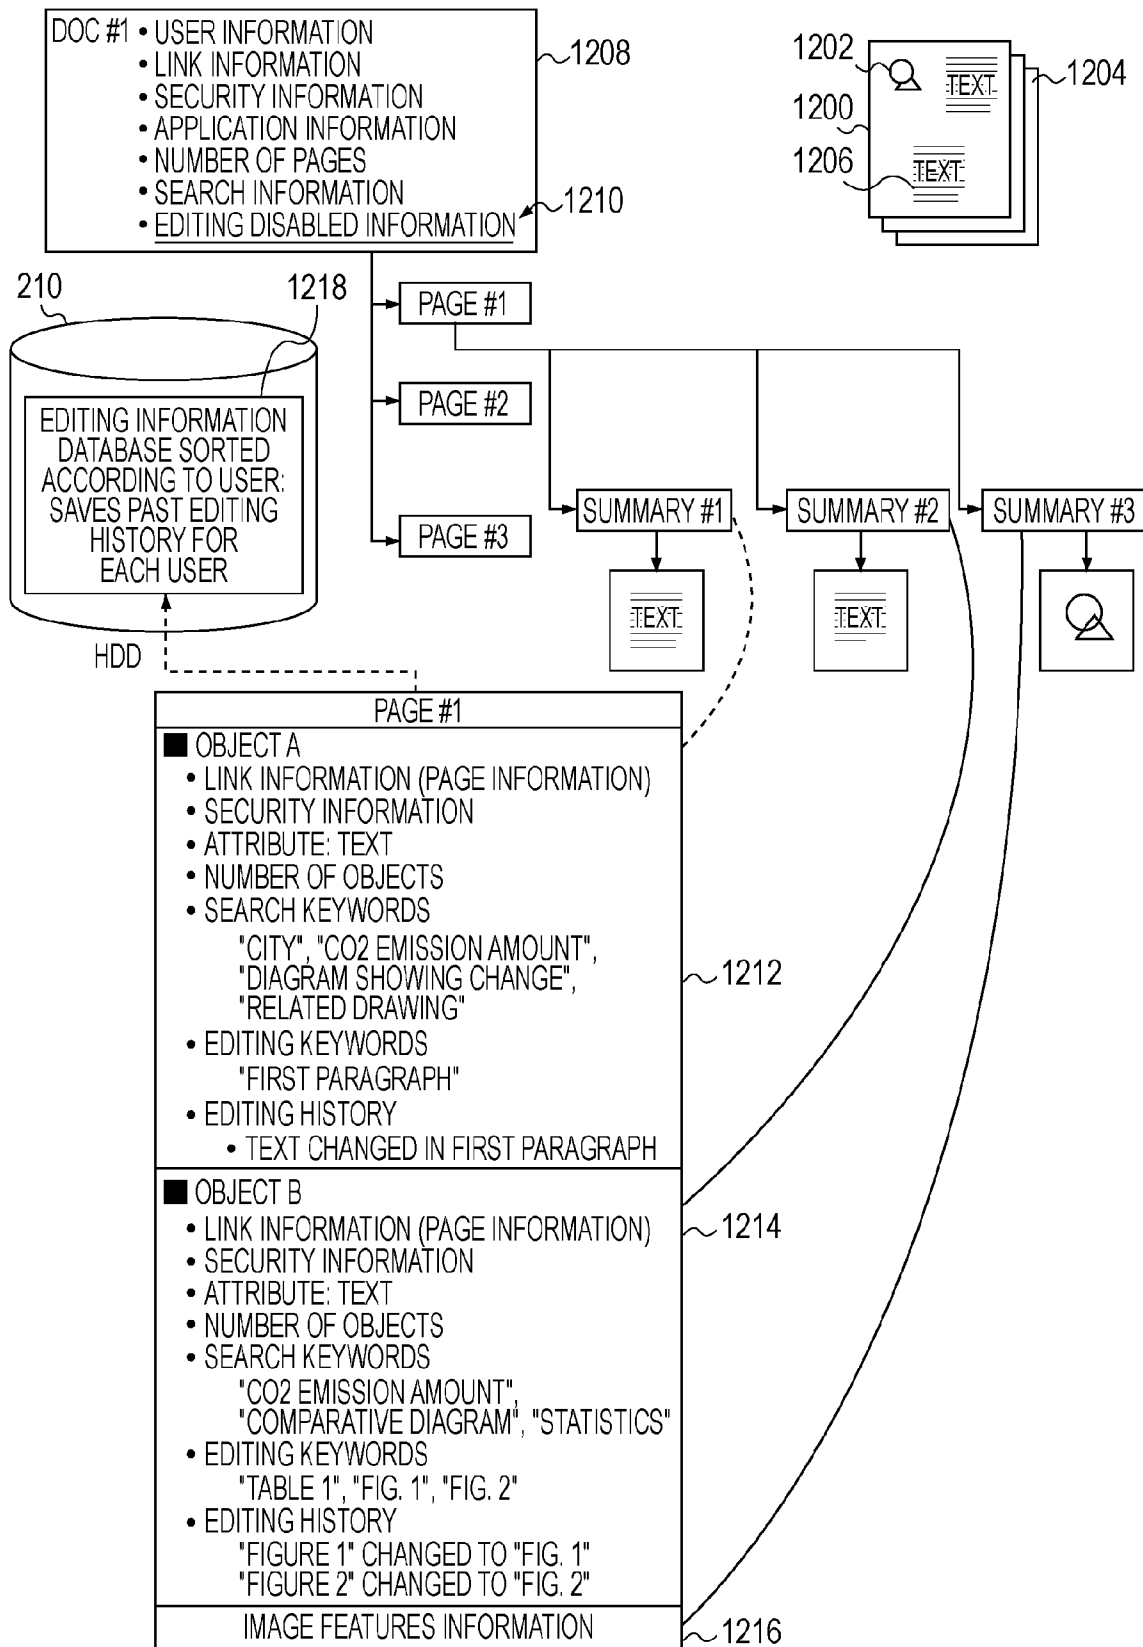 DOC #1 • USER INFORMATION
• LINK INFORMATION
• SECURITY INFORMATION
• APPLICATION INFORMATION
• NUMBER OF PAGES
• SEARCH INFORMATION
• EDITING DISABLED INFORMATION
1208
1210
1202
1200
1206
1204
TEXT
TEXT
210
1218
EDITING INFORMATION
DATABASE SORTED
ACCORDING TO USER:
SAVES PAST EDITING
HISTORY FOR
EACH USER
HDD
PAGE #1
PAGE #2
PAGE #3
SUMMARY #1
SUMMARY #2
SUMMARY #3
TEXT
TEXT
PAGE #1
■ OBJECT A
• LINK INFORMATION (PAGE INFORMATION)
• SECURITY INFORMATION
• ATTRIBUTE: TEXT
• NUMBER OF OBJECTS
• SEARCH KEYWORDS
"CITY", "CO2 EMISSION AMOUNT",
"DIAGRAM SHOWING CHANGE",
"RELATED DRAWING"
• EDITING KEYWORDS
"FIRST PARAGRAPH"
• EDITING HISTORY
• TEXT CHANGED IN FIRST PARAGRAPH
1212
■ OBJECT B
• LINK INFORMATION (PAGE INFORMATION)
• SECURITY INFORMATION
• ATTRIBUTE: TEXT
• NUMBER OF OBJECTS
• SEARCH KEYWORDS
"CO2 EMISSION AMOUNT",
"COMPARATIVE DIAGRAM", "STATISTICS"
• EDITING KEYWORDS
"TABLE 1", "FIG. 1", "FIG. 2"
• EDITING HISTORY
"FIGURE 1" CHANGED TO "FIG. 1"
"FIGURE 2" CHANGED TO "FIG. 2"
1214
IMAGE FEATURES INFORMATION
1216